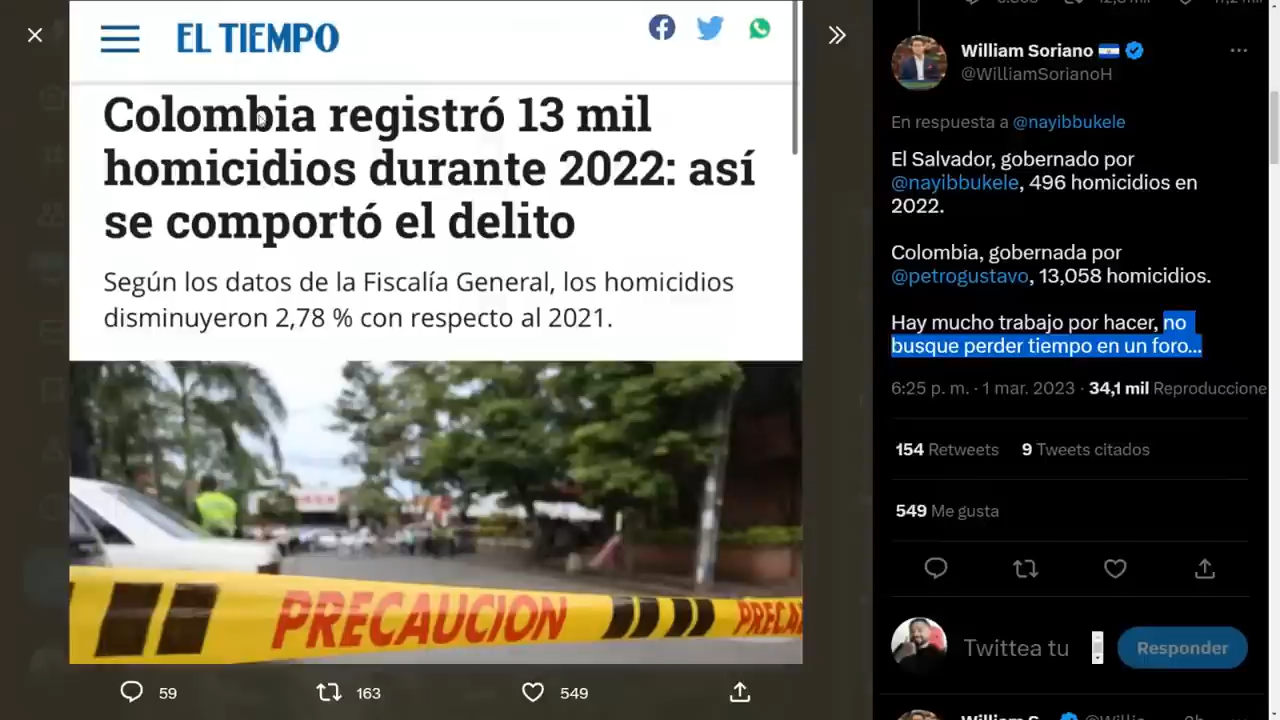 EL TIEMPO
Colombia registró 13 mil
homicidios durante 2022: así
se comportó el delito
Según los datos de la Fiscalía General, los homicidios
disminuyeron 2,78 % con respecto al 2021.
PRECAUCION
PRECA
59
163
549
William Soriano
@WilliamSorianoH
En respuesta a @nayibbukele
El Salvador, gobernado por
@nayibbukele, 496 homicidios en
2022.
Colombia, gobernada por
@petrogustavo, 13,058 homicidios.
Hay mucho trabajo por hacer, no
busque perder tiempo en un foro...
6:25 p. m. · 1 mar. 2023 · 34,1 mil Reproduccione
154 Retweets 9 Tweets citados
549 Me gusta
Twittea tu
Responder